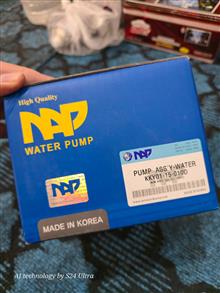 High Quality
NAP
WATER PUMP
NAP
PUMP ASS'Y-WATER
KKY01-15-010D
NAP
MADE IN KOREA
AI technology by S24 Ultra